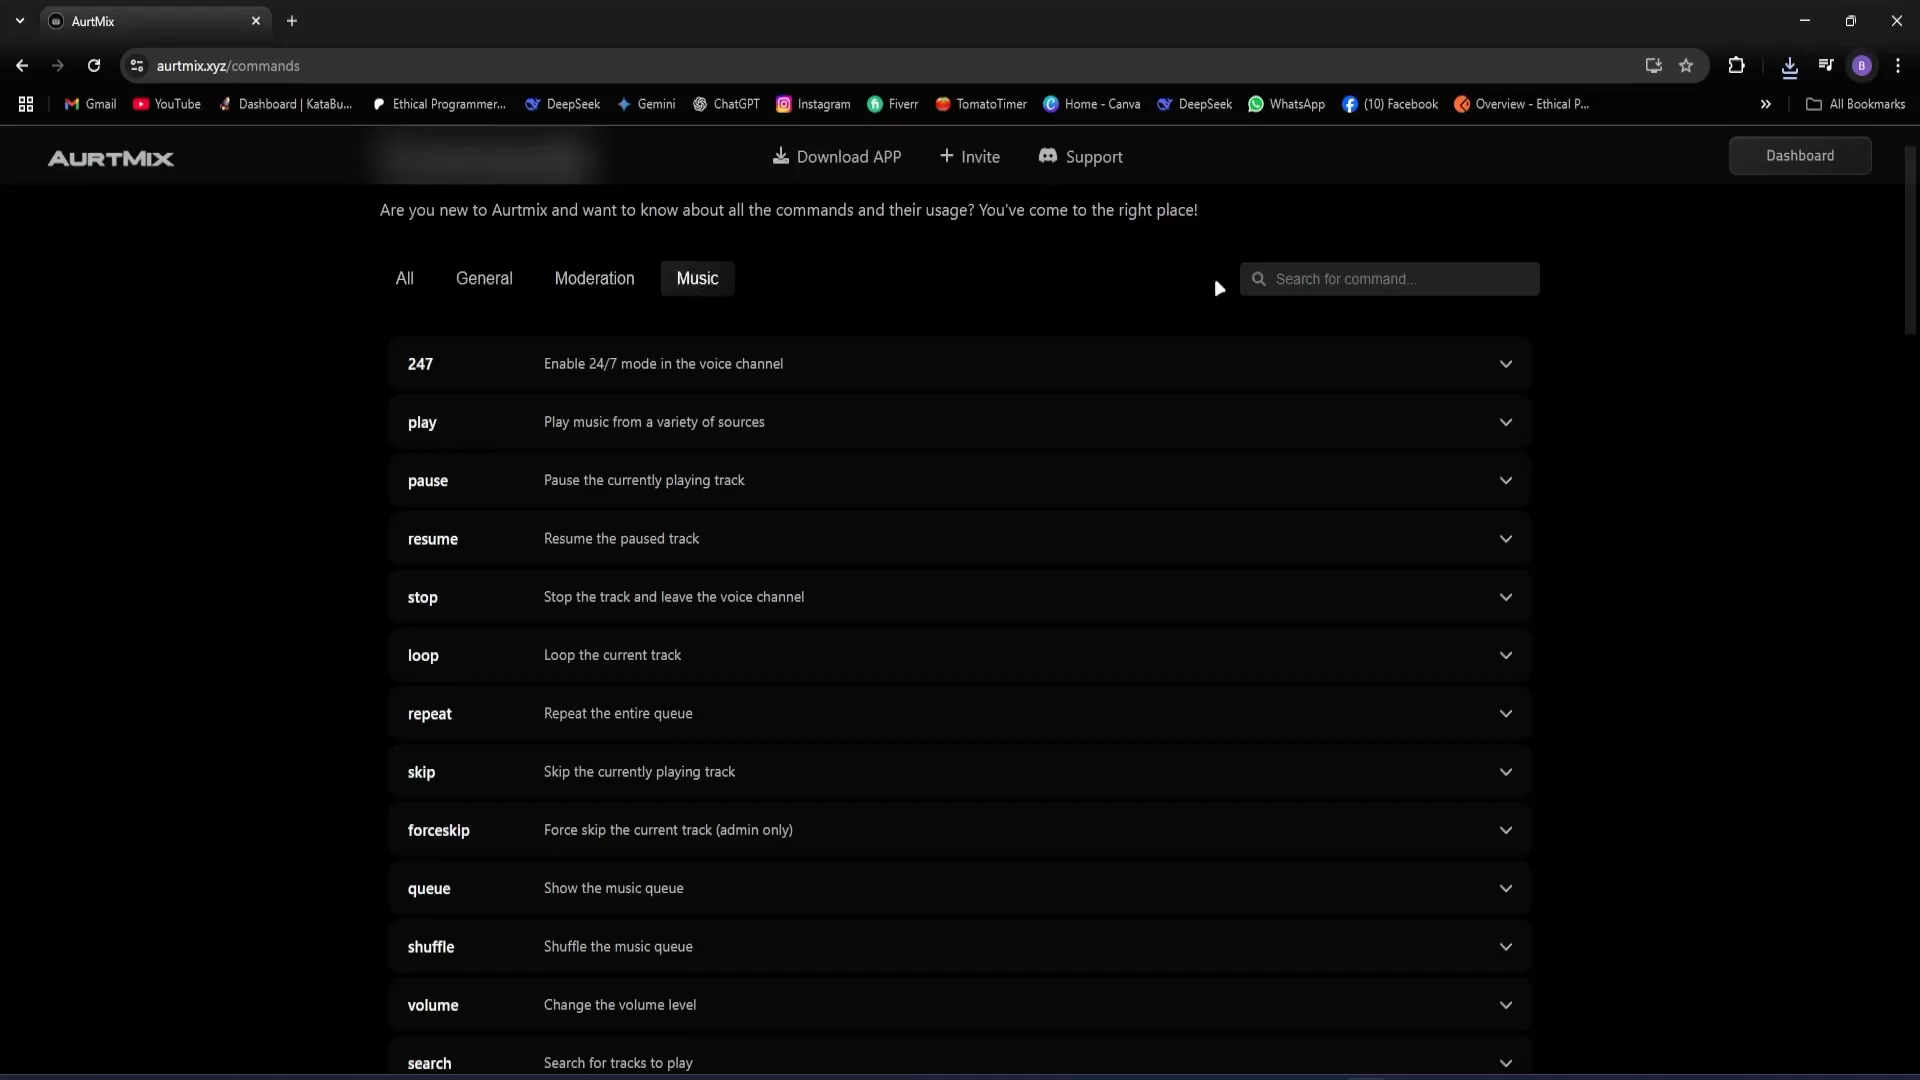 AurtMix
aurtmix.xyz/commands
B
Gmail
YouTube
Dashboard | KataBu...
Ethical Programmer...
DeepSeek
Gemini
ChatGPT
Instagram
Fiverr
TomatoTimer
Home - Canva
DeepSeek
WhatsApp
(10) Facebook
Overview - Ethical P...
»
All Bookmarks
AURTMIX
Download APP
Invite
Support
Dashboard
Are you new to Aurtmix and want to know about all the commands and their usage? You've come to the right place!
All
General
Moderation
Music
Search for command...
247 Enable 24/7 mode in the voice channel
play Play music from a variety of sources
pause Pause the currently playing track
resume Resume the paused track
stop Stop the track and leave the voice channel
loop Loop the current track
repeat Repeat the entire queue
skip Skip the currently playing track
forceskip Force skip the current track (admin only)
queue Show the music queue
shuffle Shuffle the music queue
volume Change the volume level
search Search for tracks to play